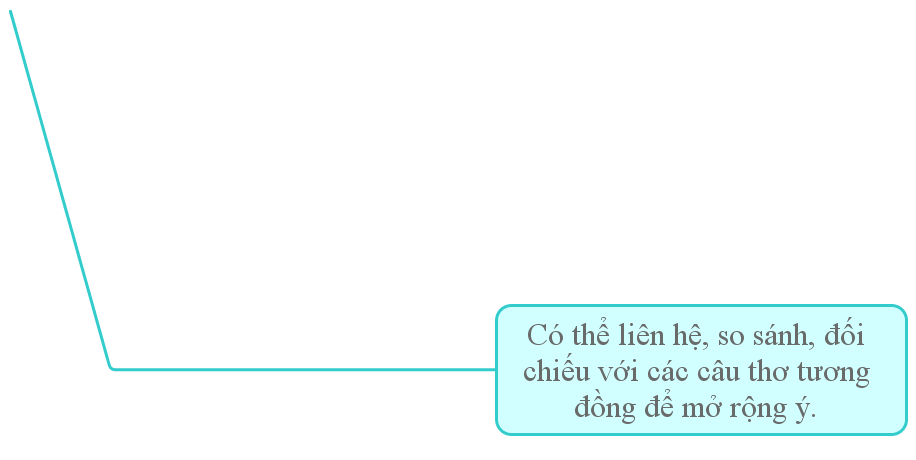 Có thể liên hệ, so sánh, đối
chiếu với các câu thơ tương
đồng để mở rộng ý.